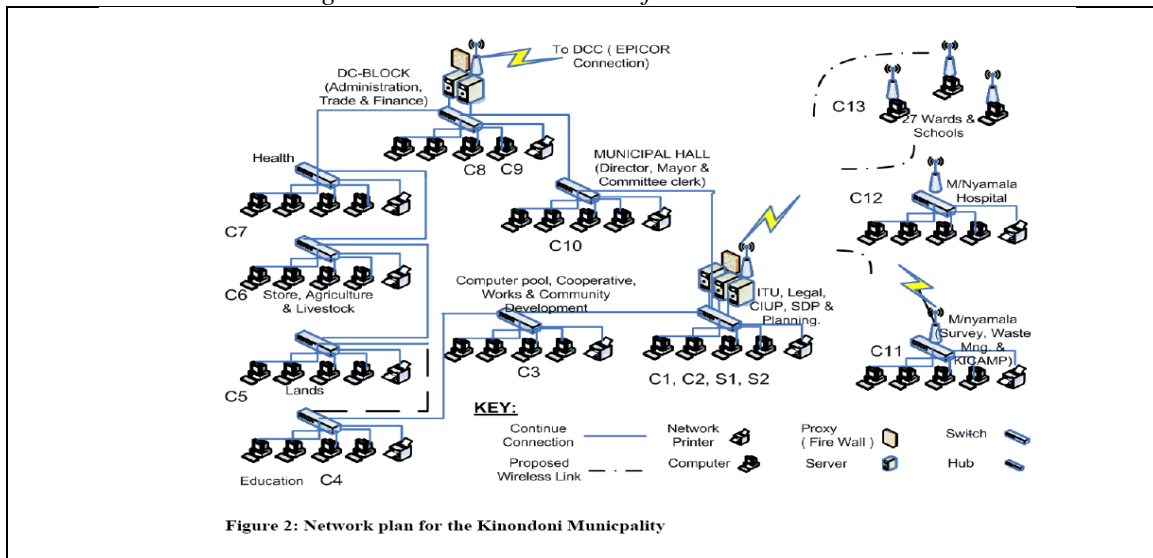 To DCC ( EPICOR
Connection)
DC-BLOCK
(Administration,
Trade & Finance)
C8
C9
Health
C7
MUNICIPAL HALL
(Director, Mayor &
Committee clerk)
C10
C13
27 Wards &
Schools
C12
M/Nyamala
Hospital
C6
Store, Agriculture
& Livestock
Computer pool, Cooperative,
Works & Community
Development
C3
ITU, Legal,
CIUP, SDP &
Planning.
C1, C2, S1, S2
M/nyamala
(Survey, Waste
Mng. &
KICAMP)
C11
C5
Lands
Education
C4
KEY:
Continue
Connection
Network
Printer
Proxy
( Fire Wall )
Switch
Proposed
Wireless Link
Computer
Server
Hub
Figure 2: Network plan for the Kinondoni Municpality